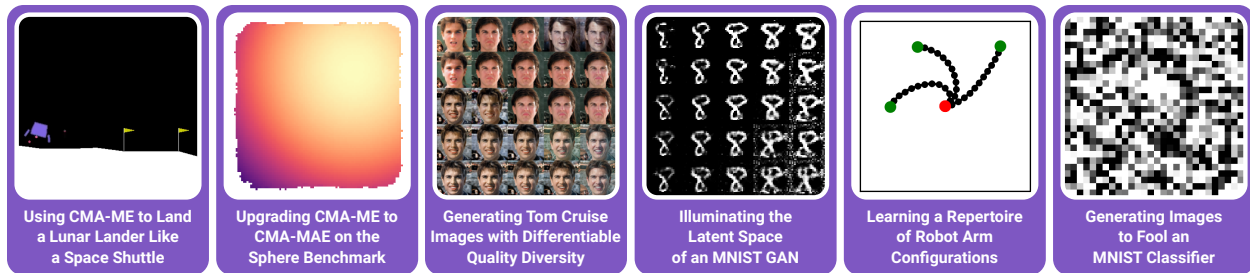 Using CMA-ME to Land
a Lunar Lander Like
a Space Shuttle
Upgrading CMA-ME to
CMA-MAE on the
Sphere Benchmark
Generating Tom Cruise
Images with Differentiable
Quality Diversity
Illuminating the
Latent Space
of an MNIST GAN
Learning a Repertoire
of Robot Arm
Configurations
Generating Images
to Fool an
MNIST Classifier